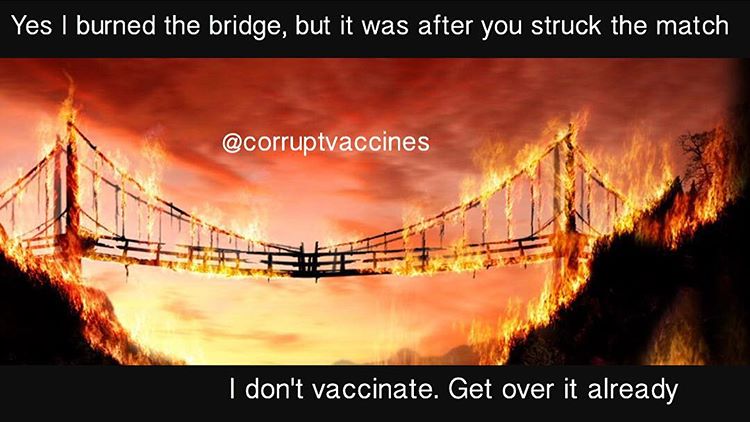 Yes I burned the bridge, but it was after you struck the match
@corruptvaccines
I don't vaccinate. Get over it already